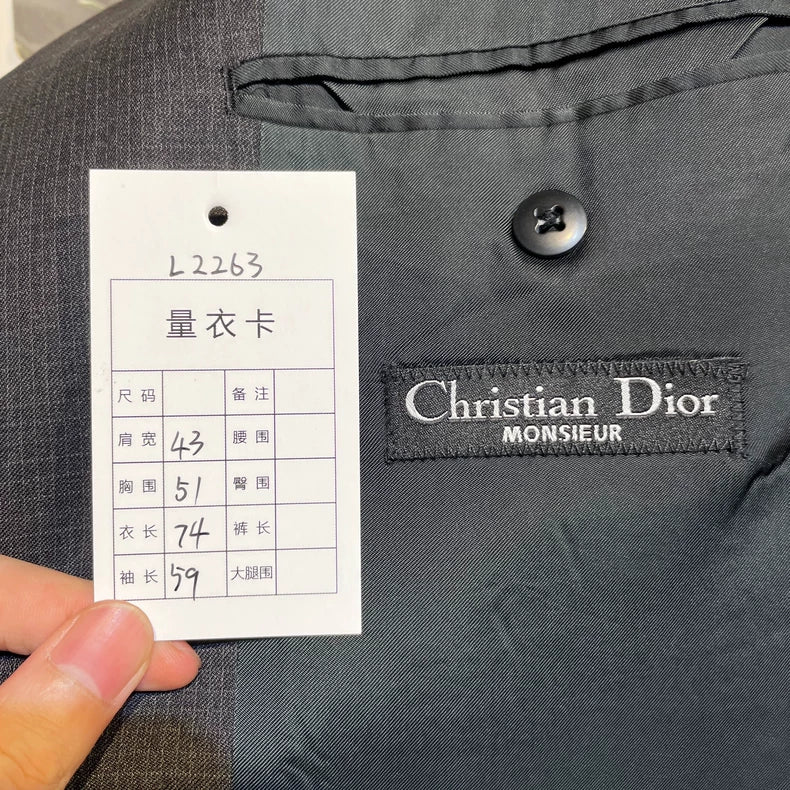 L2263
量衣卡
尺码 备注
肩宽 43 腰围
胸围 51 臀围
衣长 74 裤长
袖长 59 大腿围
Christian Dior
MONSIEUR